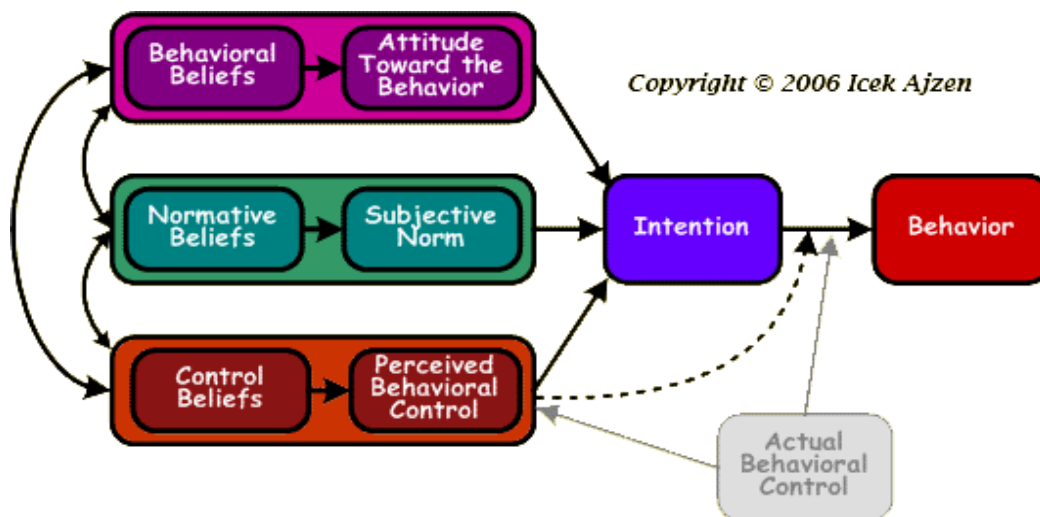 Behavioral
Beliefs
Attitude
Toward the
Behavior
Copyright © 2006 Icek Ajzen
Normative
Beliefs
Subjective
Norm
Intention
Behavior
Control
Beliefs
Perceived
Behavioral
Control
Actual
Behavioral
Control